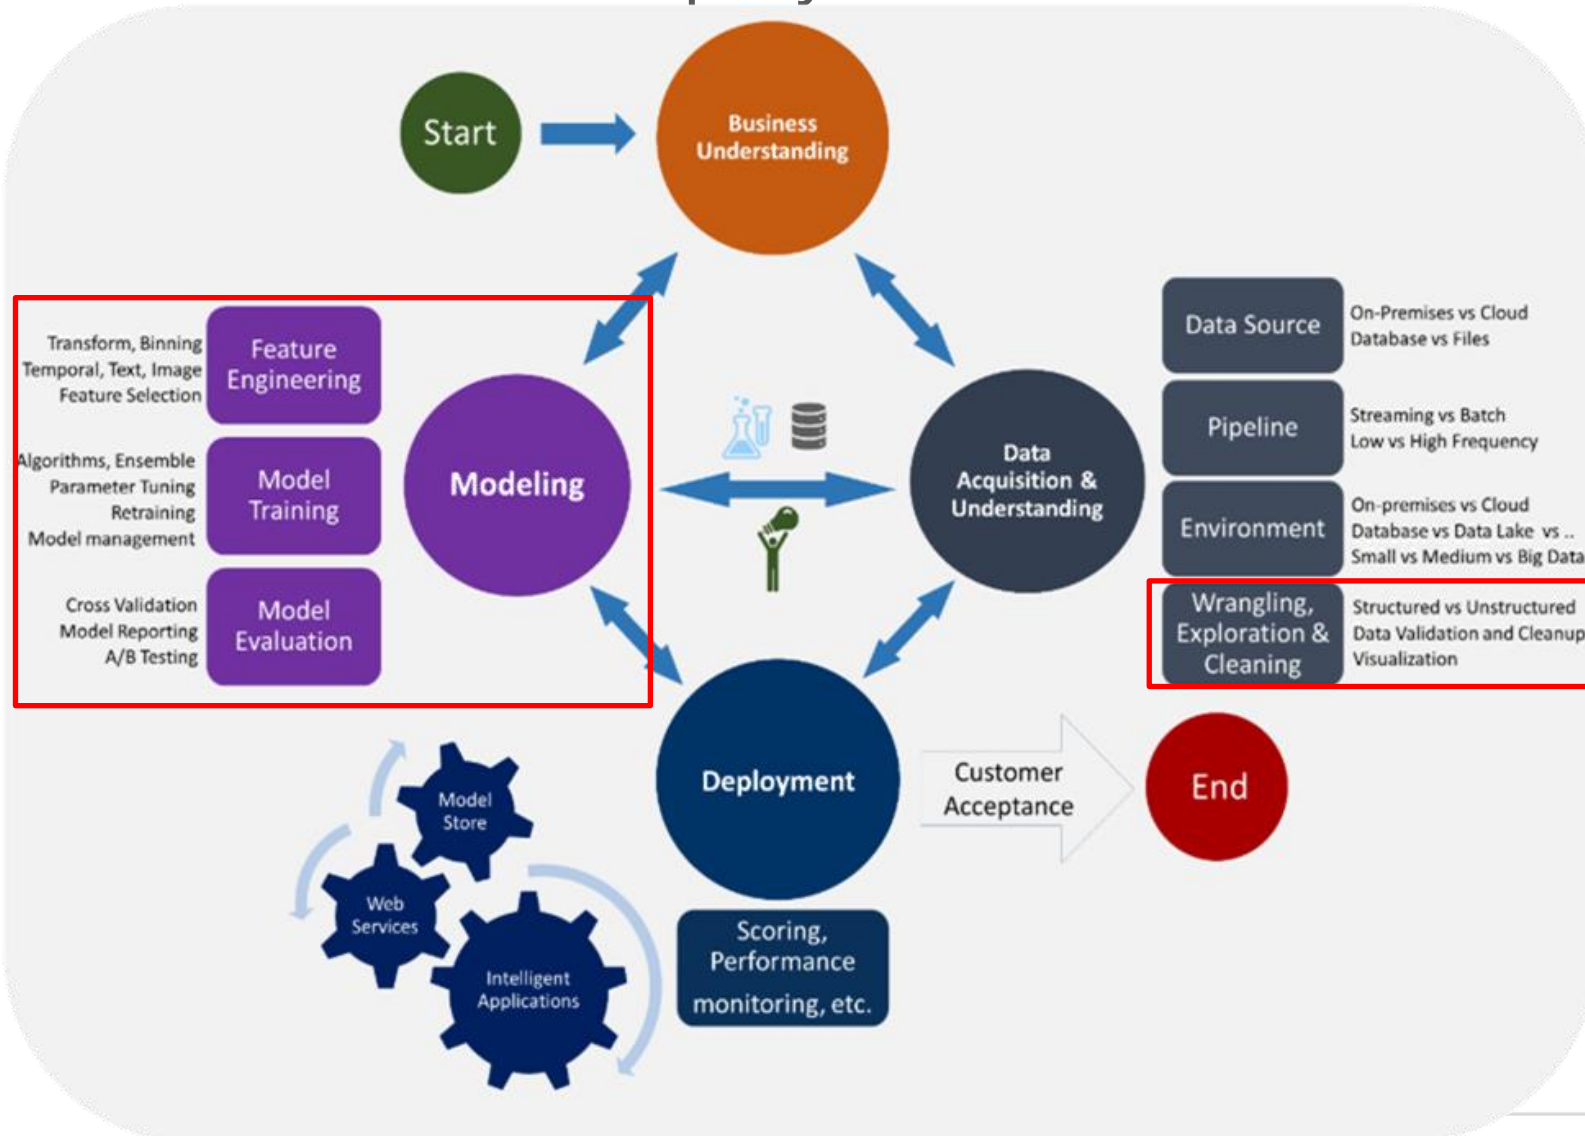 Start
Business
Understanding
Transform, Binning
Temporal, Text, Image
Feature Selection
Feature
Engineering
Algorithms, Ensemble
Parameter Tuning
Retraining
Model management
Model
Training
Cross Validation
Model Reporting
A/B Testing
Model
Evaluation
Modeling
Data
Acquisition &
Understanding
Data Source
On-Premises vs Cloud
Database vs Files
Pipeline
Streaming vs Batch
Low vs High Frequency
Environment
On-premises vs Cloud
Database vs Data Lake vs ..
Small vs Medium vs Big Data
Wrangling,
Exploration &
Cleaning
Structured vs Unstructured
Data Validation and Cleanup
Visualization
Deployment
Customer
Acceptance
End
Model
Store
Web
Services
Intelligent
Applications
Scoring,
Performance
monitoring, etc.